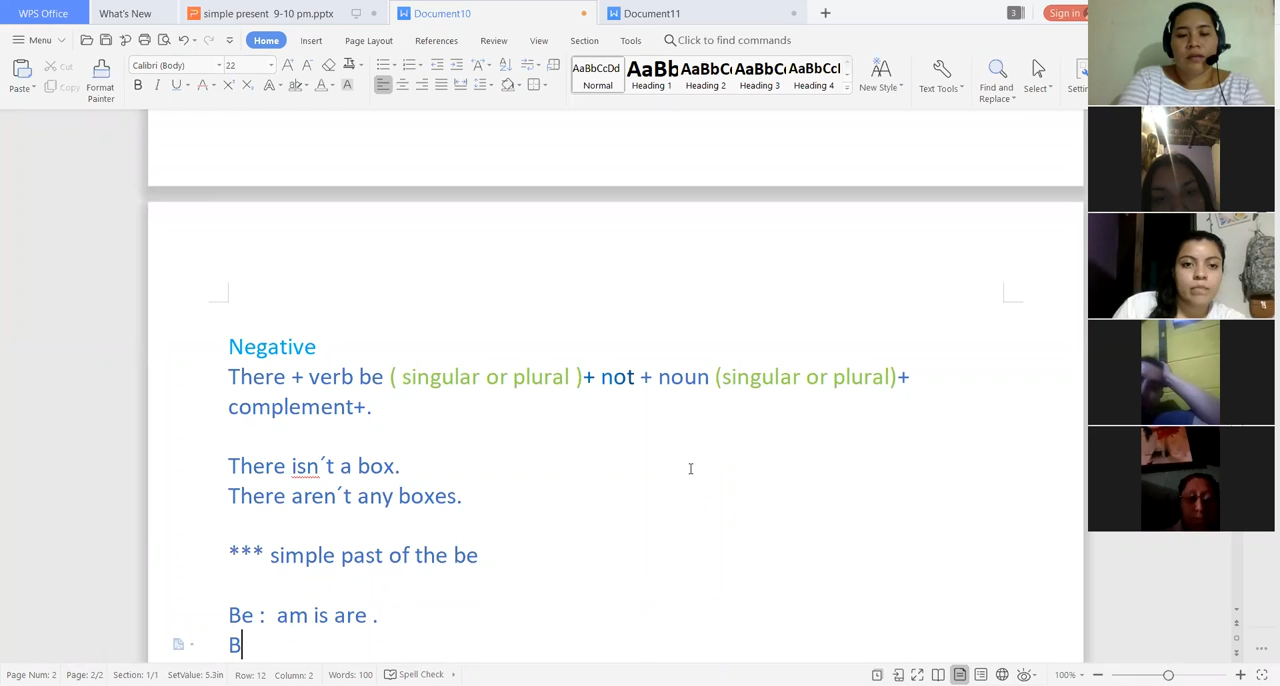 WPS Office
What's New
simple present 9-10 pm.pptx
Document10
Document11
3
Sign in
Menu
Home
Insert
Page Layout
References
Review
View
Section
Tools
Click to find commands
Paste
Cut
Copy
Format
Painter
Calibri (Body)
22
B I U A X² X₂ A ab A A
AaBbCcDd
Normal
AaBb
Heading 1
AaBbC
Heading 2
AaBbC
Heading 3
AaBbCcI
Heading 4
New Style
Text Tools
Find and
Replace
Select
Negative
There + verb be ( singular or plural )+ not + noun (singular or plural)+
complement+.
There isn´t a box.
There aren´t any boxes.
*** simple past of the be
Be :  am is are .
B
Page Num: 2 Page: 2/2 Section: 1/1 SetValue: 5.3in Row: 12 Column: 2 Words: 100 Spell Check
100%